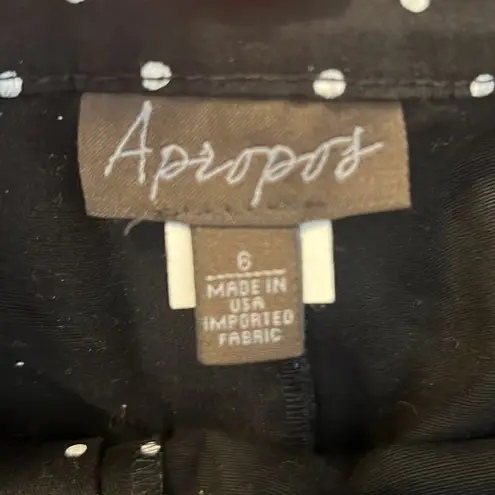 Apropos
6
MADE IN
USA
IMPORTED
FABRIC